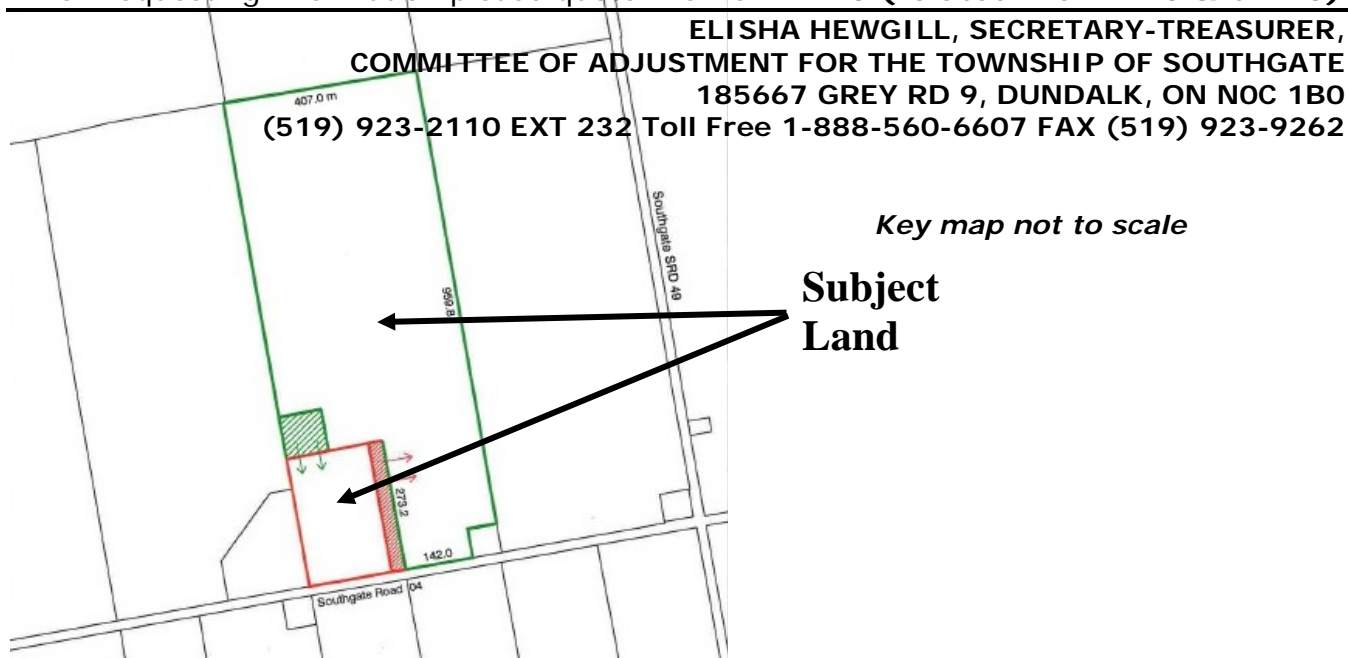 ELISHA HEWGILL, SECRETARY-TREASURER,
COMMITTEE OF ADJUSTMENT FOR THE TOWNSHIP OF SOUTHGATE
185667 GREY RD 9, DUNDALK, ON N0C 1B0
(519) 923-2110 EXT 232 Toll Free 1-888-560-6607 FAX (519) 923-9262
407.0 m
Southgate SRD 49
Key map not to scale
Subject
Land
959.8
273.2
142.0
Southgate Road 04